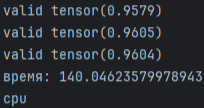 valid tensor(0.9579)
valid tensor(0.9605)
valid tensor(0.9604)
время: 140.04623579978943
cpu